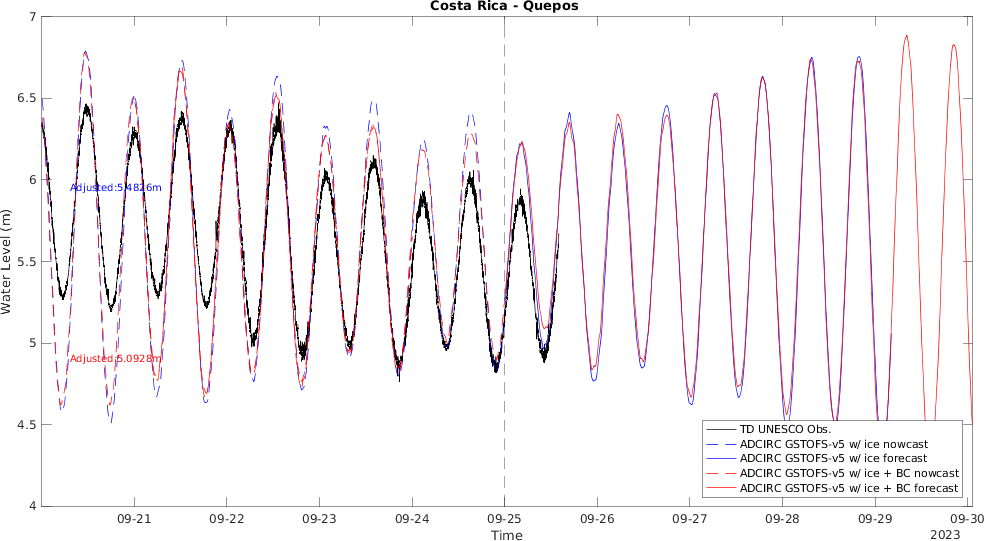 Costa Rica - Quepos
Water Level (m)
7
6.5
6
5.5
5
4.5
4
Adjusted:5.4826m
Adjusted:5.0928m
TD UNESCO Obs.
ADCIRC GSTOFS-v5 w/ ice nowcast
ADCIRC GSTOFS-v5 w/ ice forecast
ADCIRC GSTOFS-v5 w/ ice + BC nowcast
ADCIRC GSTOFS-v5 w/ ice + BC forecast
09-21 09-22 09-23 09-24 09-25 09-26 09-27 09-28 09-29 09-30
Time
2023